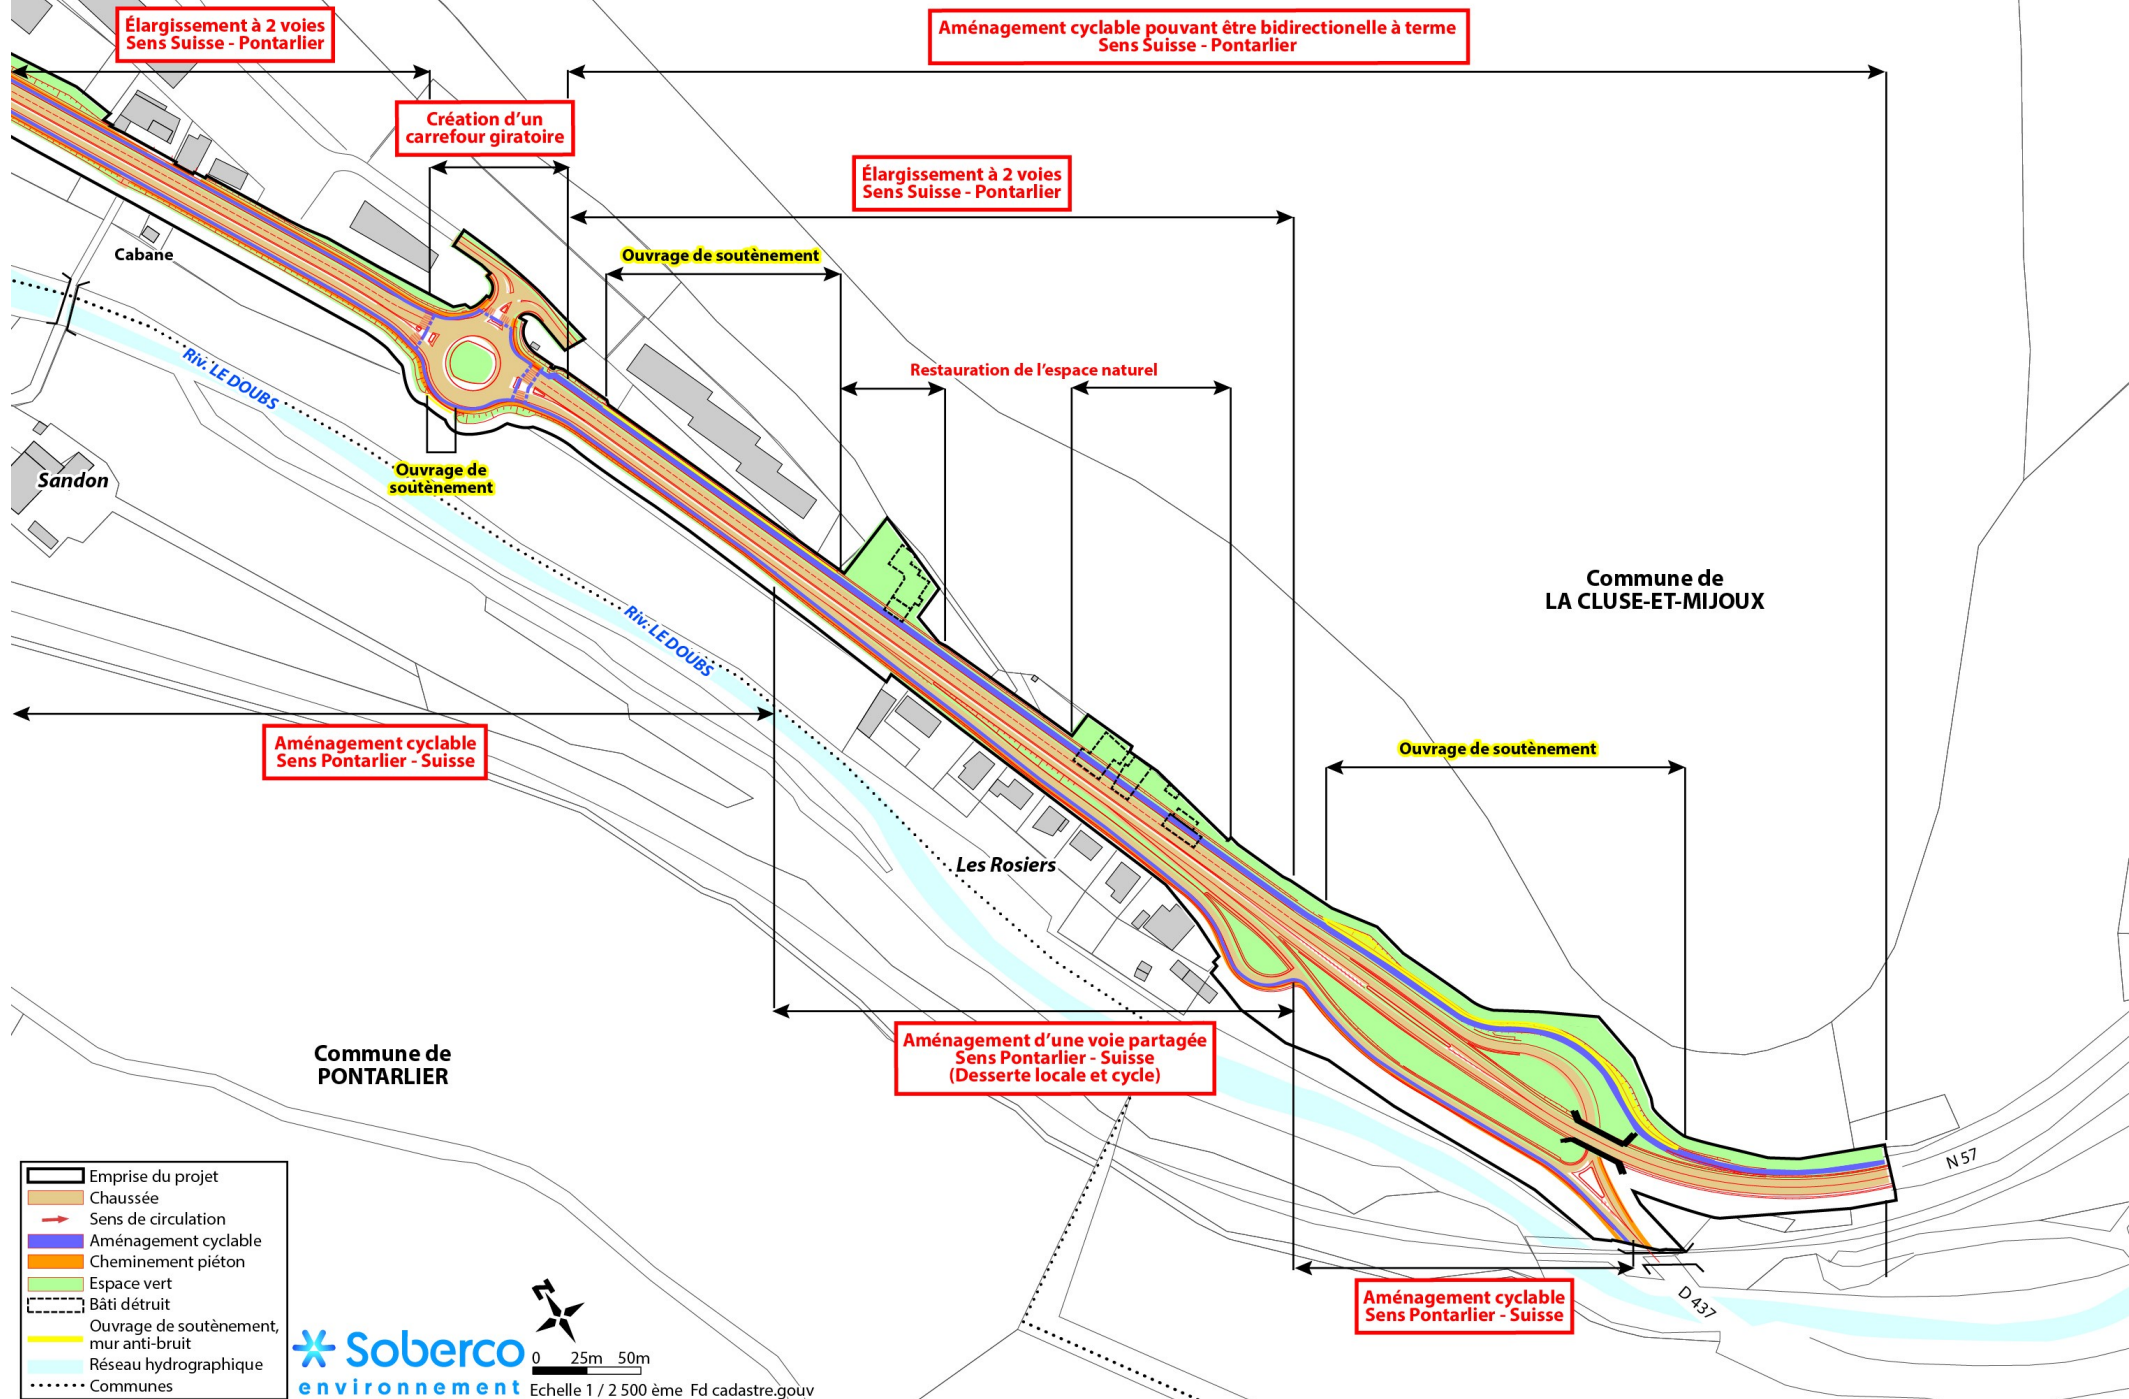 Élargissement à 2 voies
Sens Suisse - Pontarlier
Aménagement cyclable pouvant être bidirectionelle à terme
Sens Suisse - Pontarlier
Création d'un
carrefour giratoire
Élargissement à 2 voies
Sens Suisse - Pontarlier
Cabane
Ouvrage de soutènement
Riv. LE DOUBS
Restauration de l'espace naturel
Ouvrage de
soutènement
Sandon
Commune de
LA CLUSE-ET-MIJOUX
Riv. LE DOUBS
Aménagement cyclable
Sens Pontarlier - Suisse
Ouvrage de soutènement
Les Rosiers
Aménagement d'une voie partagée
Sens Pontarlier - Suisse
(Desserte locale et cycle)
Commune de
PONTARLIER
N 57
D 437
Aménagement cyclable
Sens Pontarlier - Suisse
Emprise du projet
Chaussée
Sens de circulation
Aménagement cyclable
Cheminement piéton
Espace vert
Bâti détruit
Ouvrage de soutènement,
mur anti-bruit
Réseau hydrographique
Communes
Soberco
environnement
N
0 25m 50m
Echelle 1 / 2 500 ème Fd cadastre.gouv